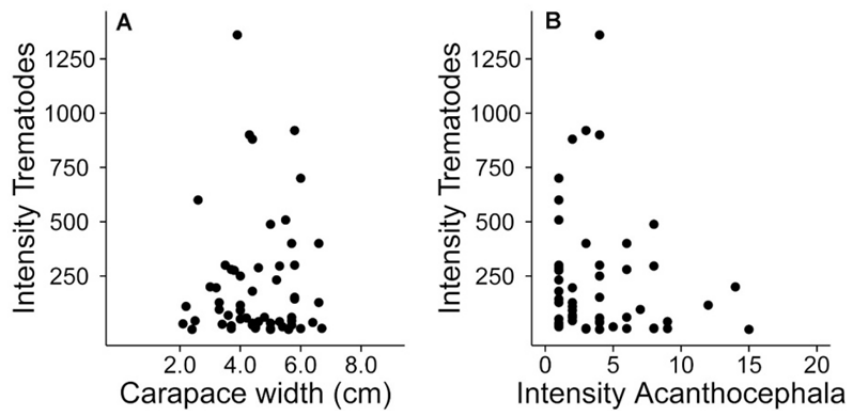 A
Intensity Trematodes
1250
1000
750
500
250
2.0 4.0 6.0 8.0
Carapace width (cm)
B
Intensity Trematodes
1250
1000
750
500
250
0 5 10 15 20
Intensity Acanthocephala